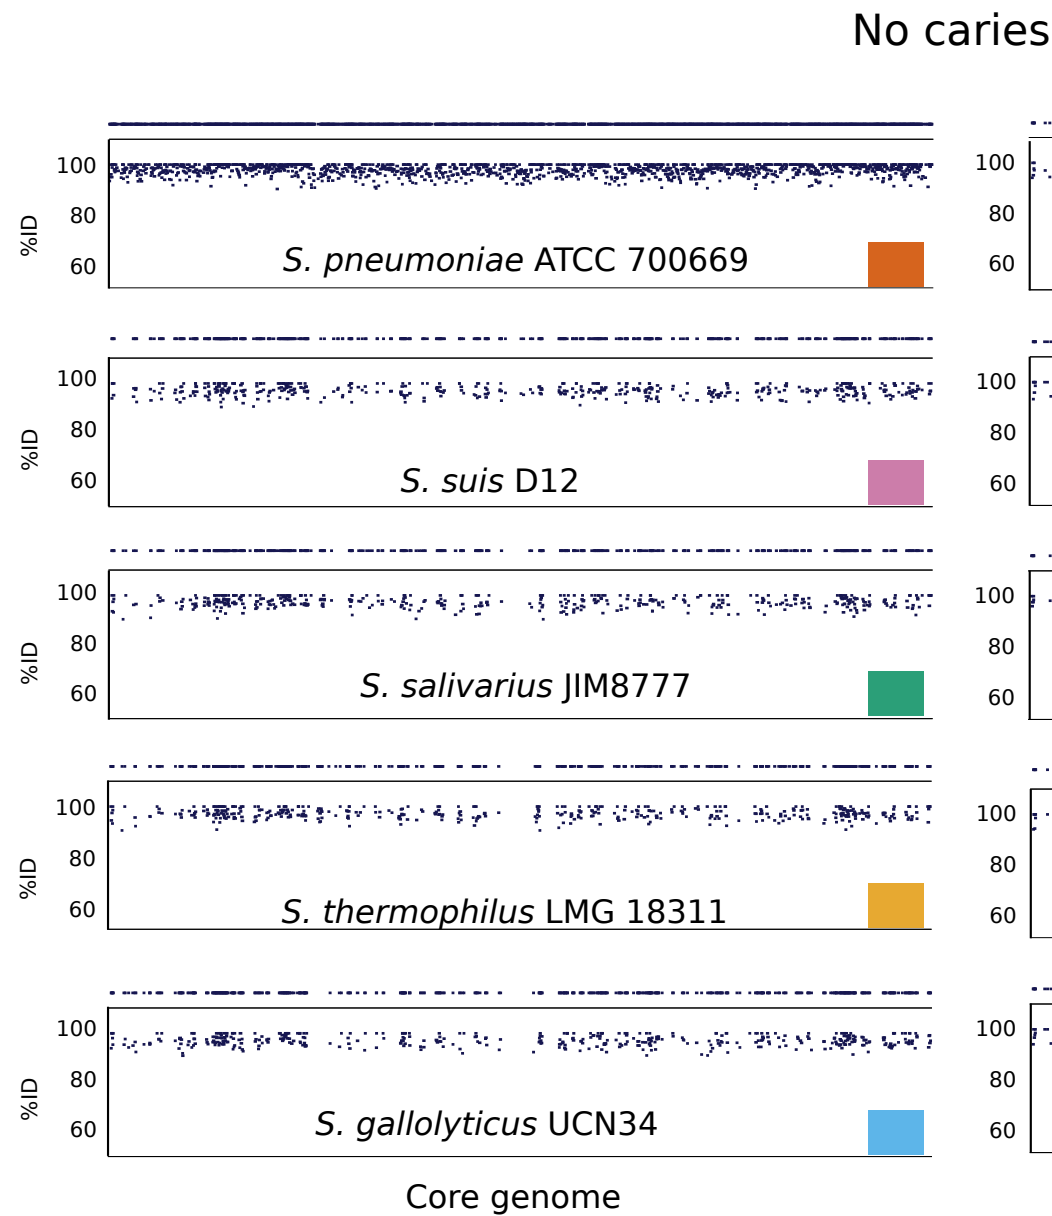 No caries
%ID
100
80
60
S. pneumoniae ATCC 700669
100
80
60
%ID
100
80
60
S. suis D12
100
80
60
%ID
100
80
60
S. salivarius JIM8777
100
80
60
%ID
100
80
60
S. thermophilus LMG 18311
100
80
60
%ID
100
80
60
S. gallolyticus UCN34
100
80
60
Core genome